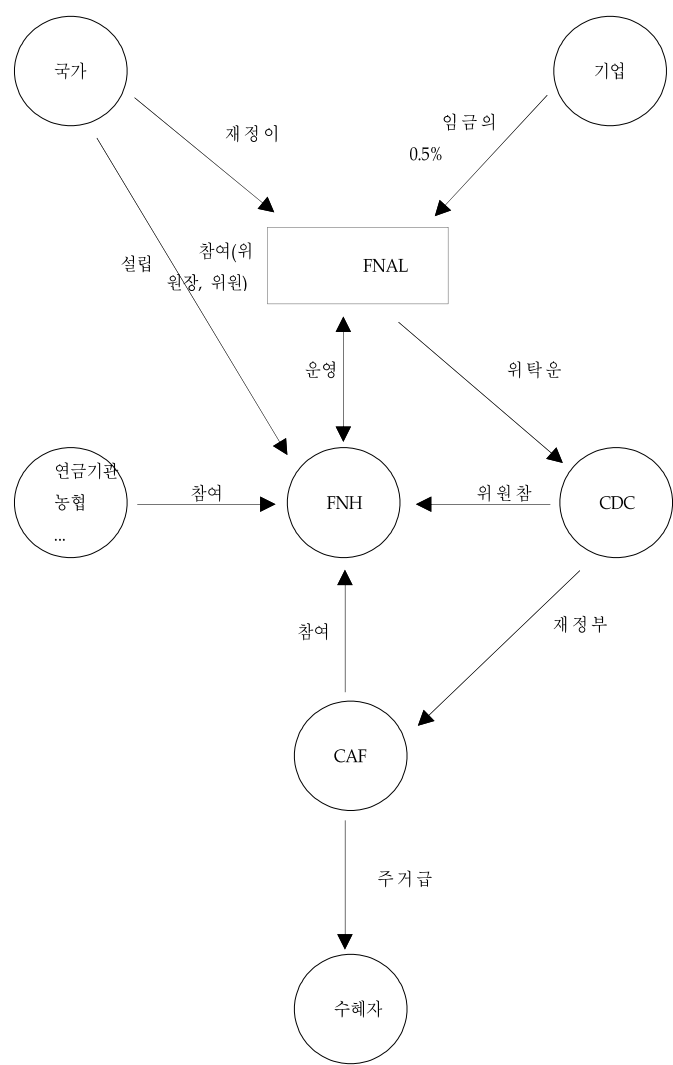 국가
기업
재정이
임금의
0.5%
설립
참여(위
원장, 위원)
FNAL
운영
위탁운
연금기관
농협
...
참여
FNH
위원참
CDC
참여
재정부
CAF
주거급
수혜자